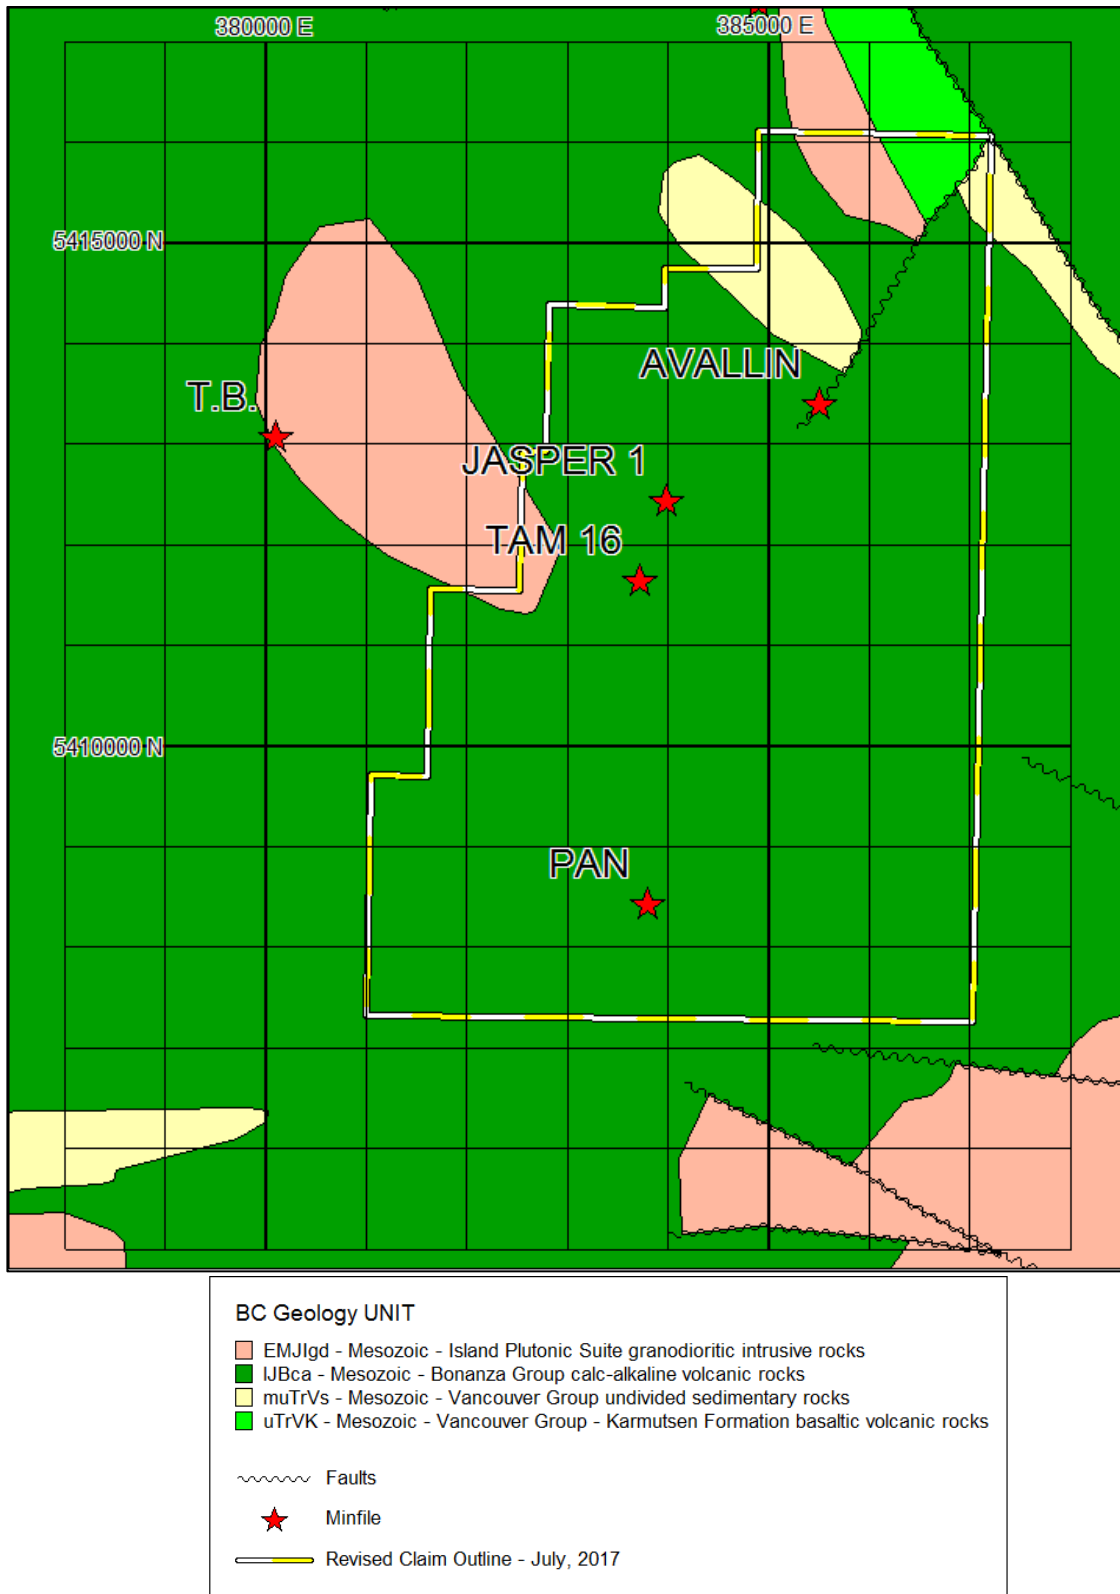 380000 E
385000 E
5415000 N
AVALLIN
T.B.
JASPER 1
TAM 16
5410000 N
PAN
BC Geology UNIT
EMJIgd - Mesozoic - Island Plutonic Suite granodioritic intrusive rocks
lJBca - Mesozoic - Bonanza Group calc-alkaline volcanic rocks
muTrVs - Mesozoic - Vancouver Group undivided sedimentary rocks
uTrVK - Mesozoic - Vancouver Group - Karmutsen Formation basaltic volcanic rocks
Faults
Minfile
Revised Claim Outline - July, 2017